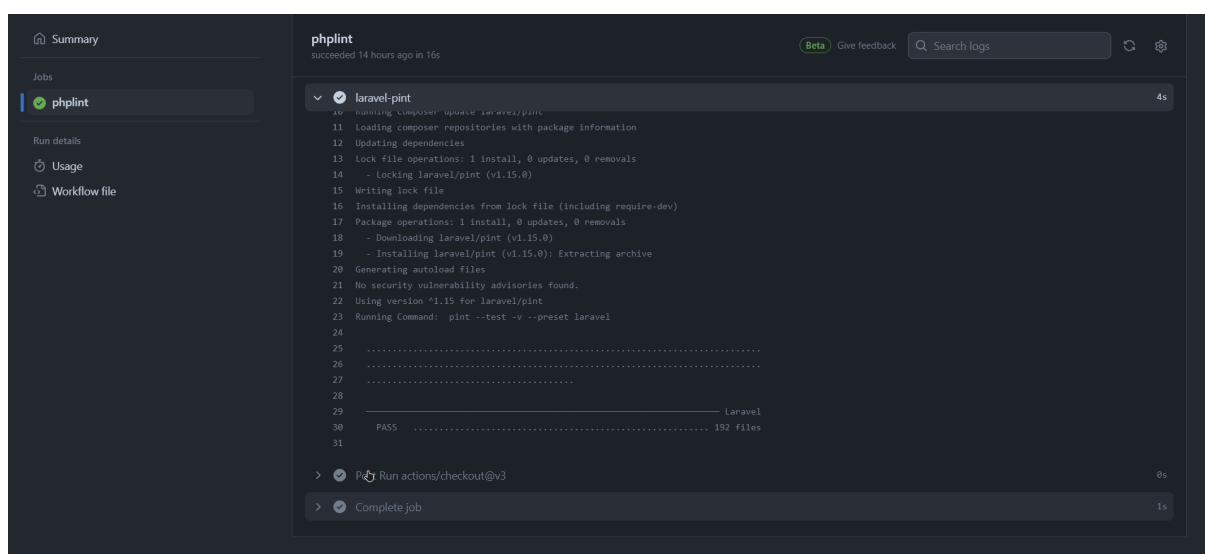 Summary
Jobs
phplint
Run details
Usage
Workflow file
phplint
succeeded 14 hours ago in 16s
Beta Give feedback Search logs
laravel-pint 4s
10 Running composer update laravel/pint
11 Loading composer repositories with package information
12 Updating dependencies
13 Lock file operations: 1 install, 0 updates, 0 removals
14 - Locking laravel/pint (v1.15.0)
15 Writing lock file
16 Installing dependencies from lock file (including require-dev)
17 Package operations: 1 install, 0 updates, 0 removals
18 - Downloading laravel/pint (v1.15.0)
19 - Installing laravel/pint (v1.15.0): Extracting archive
20 Generating autoload files
21 No security vulnerability advisories found.
22 Using version ^1.15 for laravel/pint
23 Running Command: pint --test -v --preset laravel
24
25 ............................................................................
26 ............................................................................
27 ........................................
28
29 ──────────────────────────────────────────────────────────────────── Laravel
30 PASS ......................................................... 192 files
31
Post Run actions/checkout@v3 0s
Complete job 1s